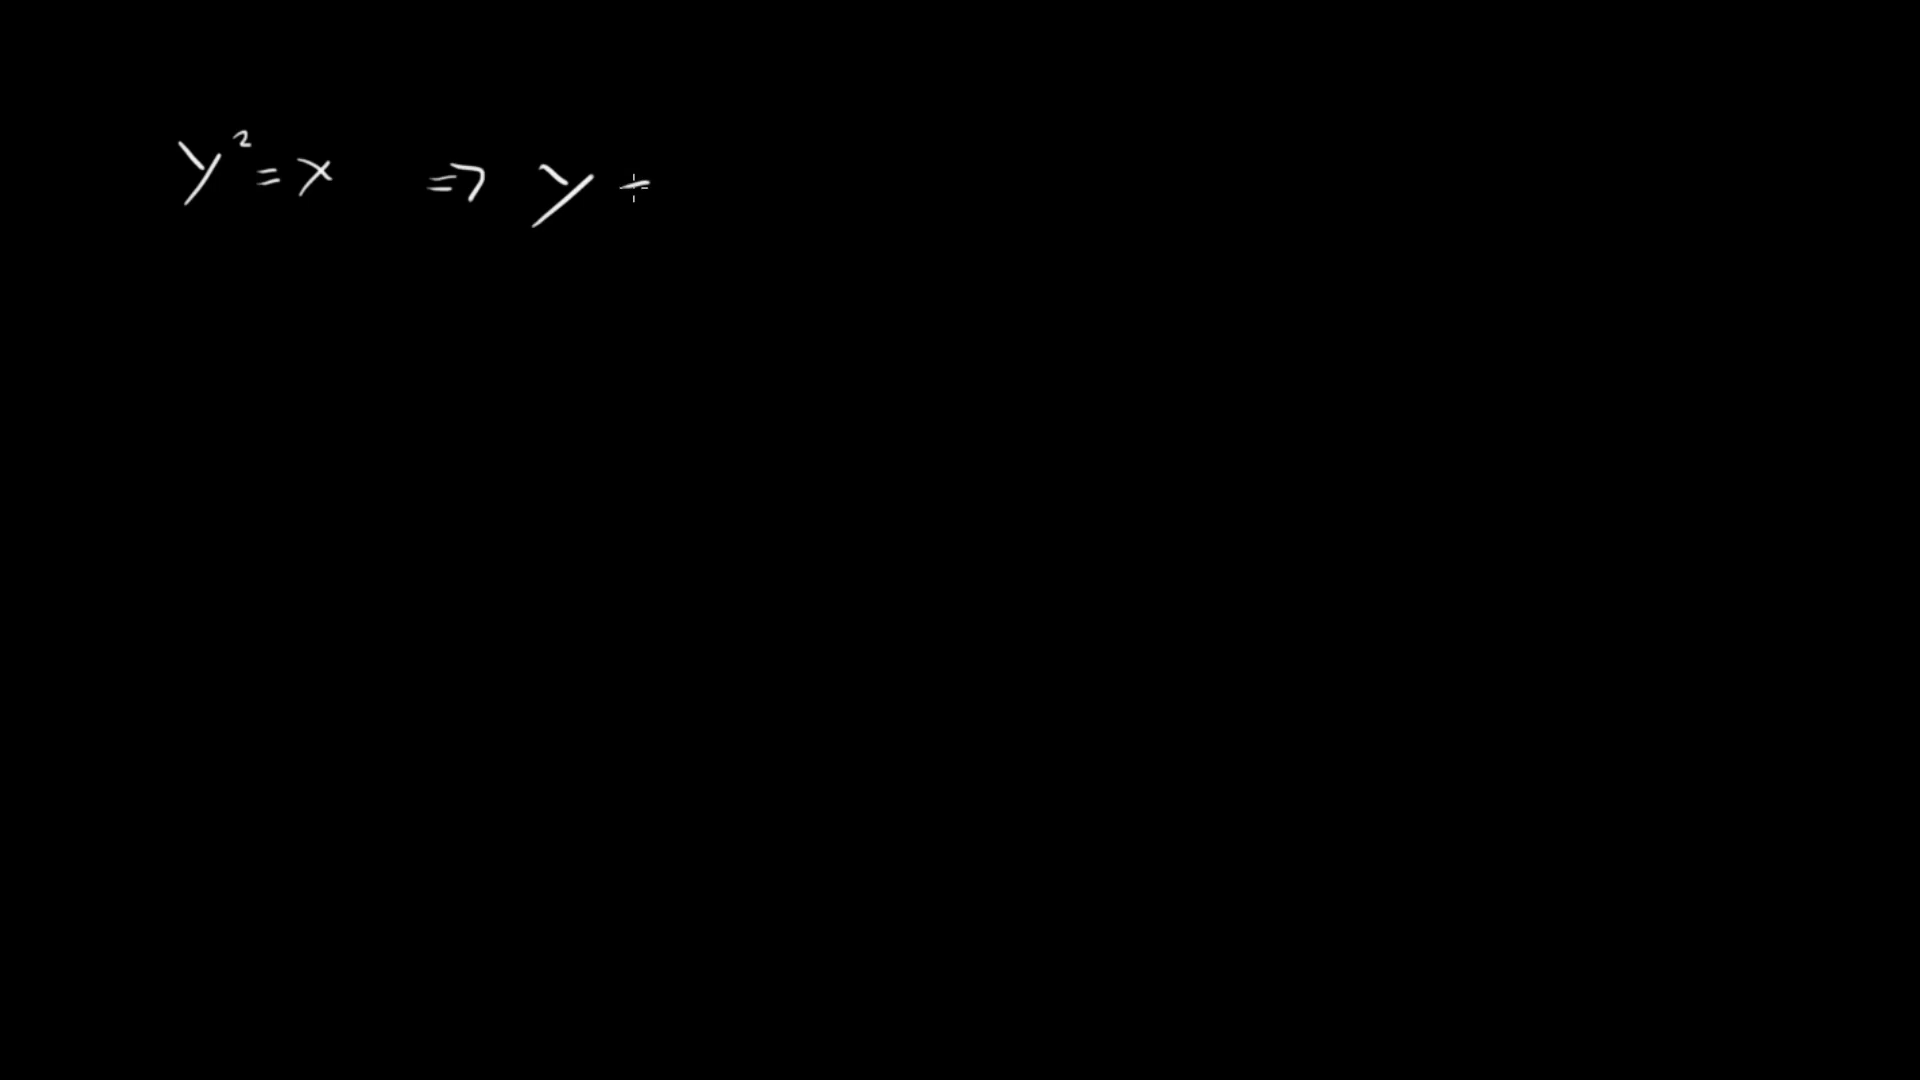 y² = x ⇒ y